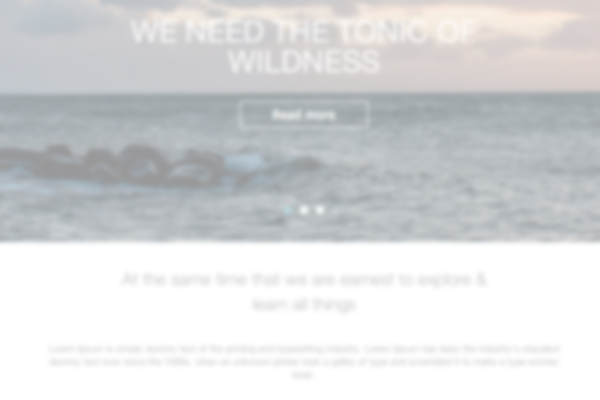 WE NEED THE TONIC OF
WILDNESS
Read more
At the same time that we are earnest to explore &
learn all things
Lorem Ipsum is simply dummy text of the printing and typesetting industry. Lorem Ipsum has been the industry's standard
dummy text ever since the 1500s, when an unknown printer took a galley of type and scrambled it to make a type specimen
book.